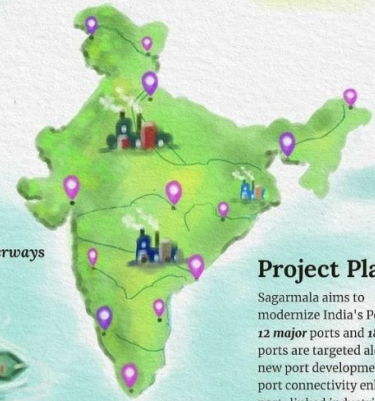 erways
Project Pla
Sagarmala aims to
modernize India's P
12 major ports and 18
ports are targeted al
new port developme
port connectivity en